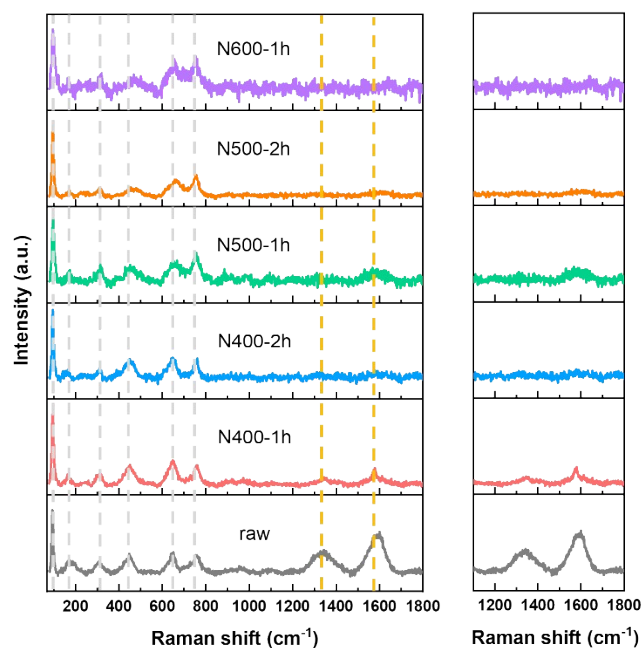 N600-1h
N500-2h
N500-1h
N400-2h
N400-1h
raw
Intensity (a.u.)
200 400 600 800 1000 1200 1400 1600 1800
1200 1400 1600 1800
Raman shift (cm⁻¹)
Raman shift (cm⁻¹)